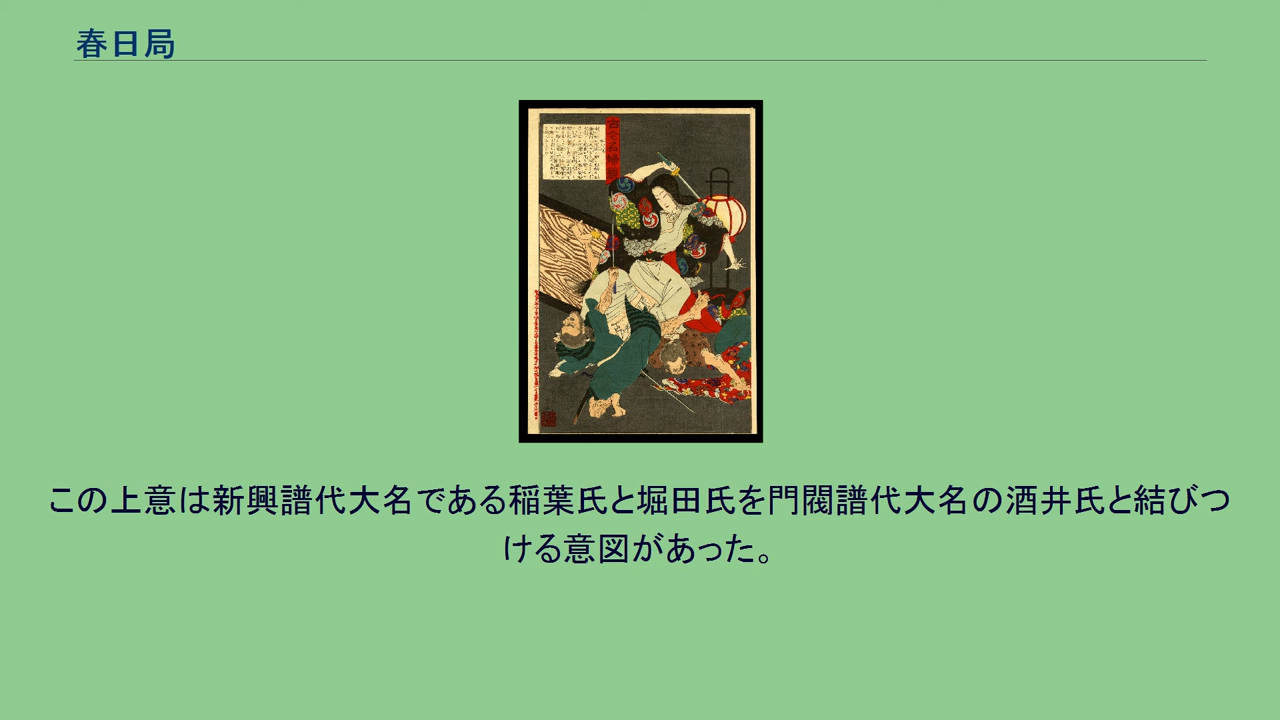 春日局
この上意は新興譜代大名である稲葉氏と堀田氏を門閥譜代大名の酒井氏と結びつ
ける意図があった。